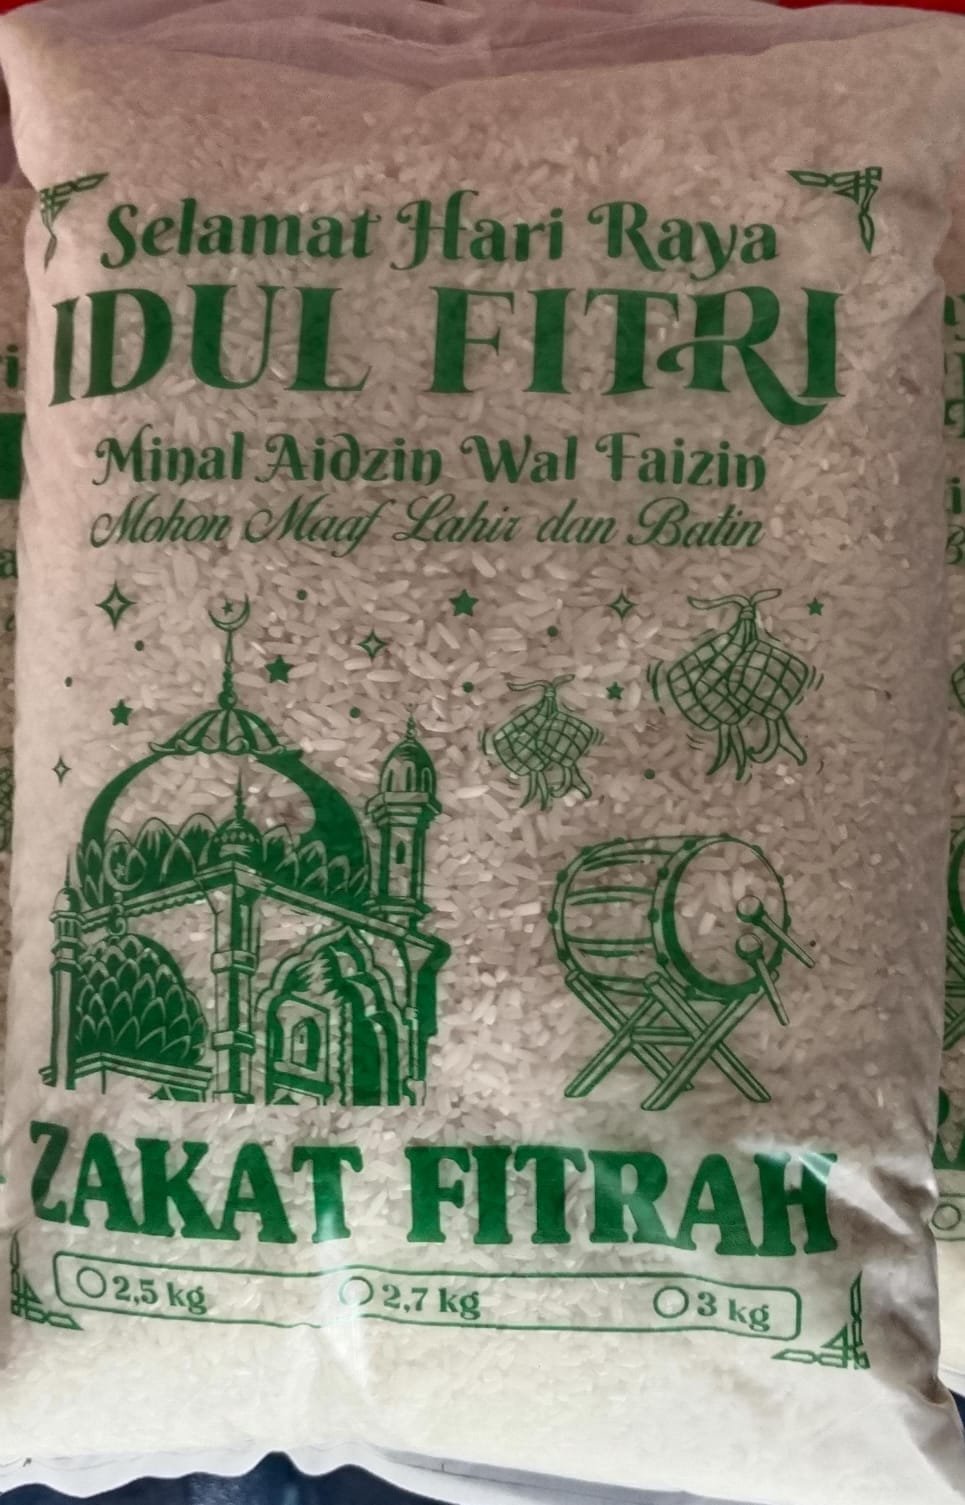 Selamat Hari Raya
IDUL FITRI
Minal Aidzin Wal Faizin
Mohon Maaf Lahir dan Batin
ZAKAT FITRAH
2,5 kg 2,7 kg 3 kg